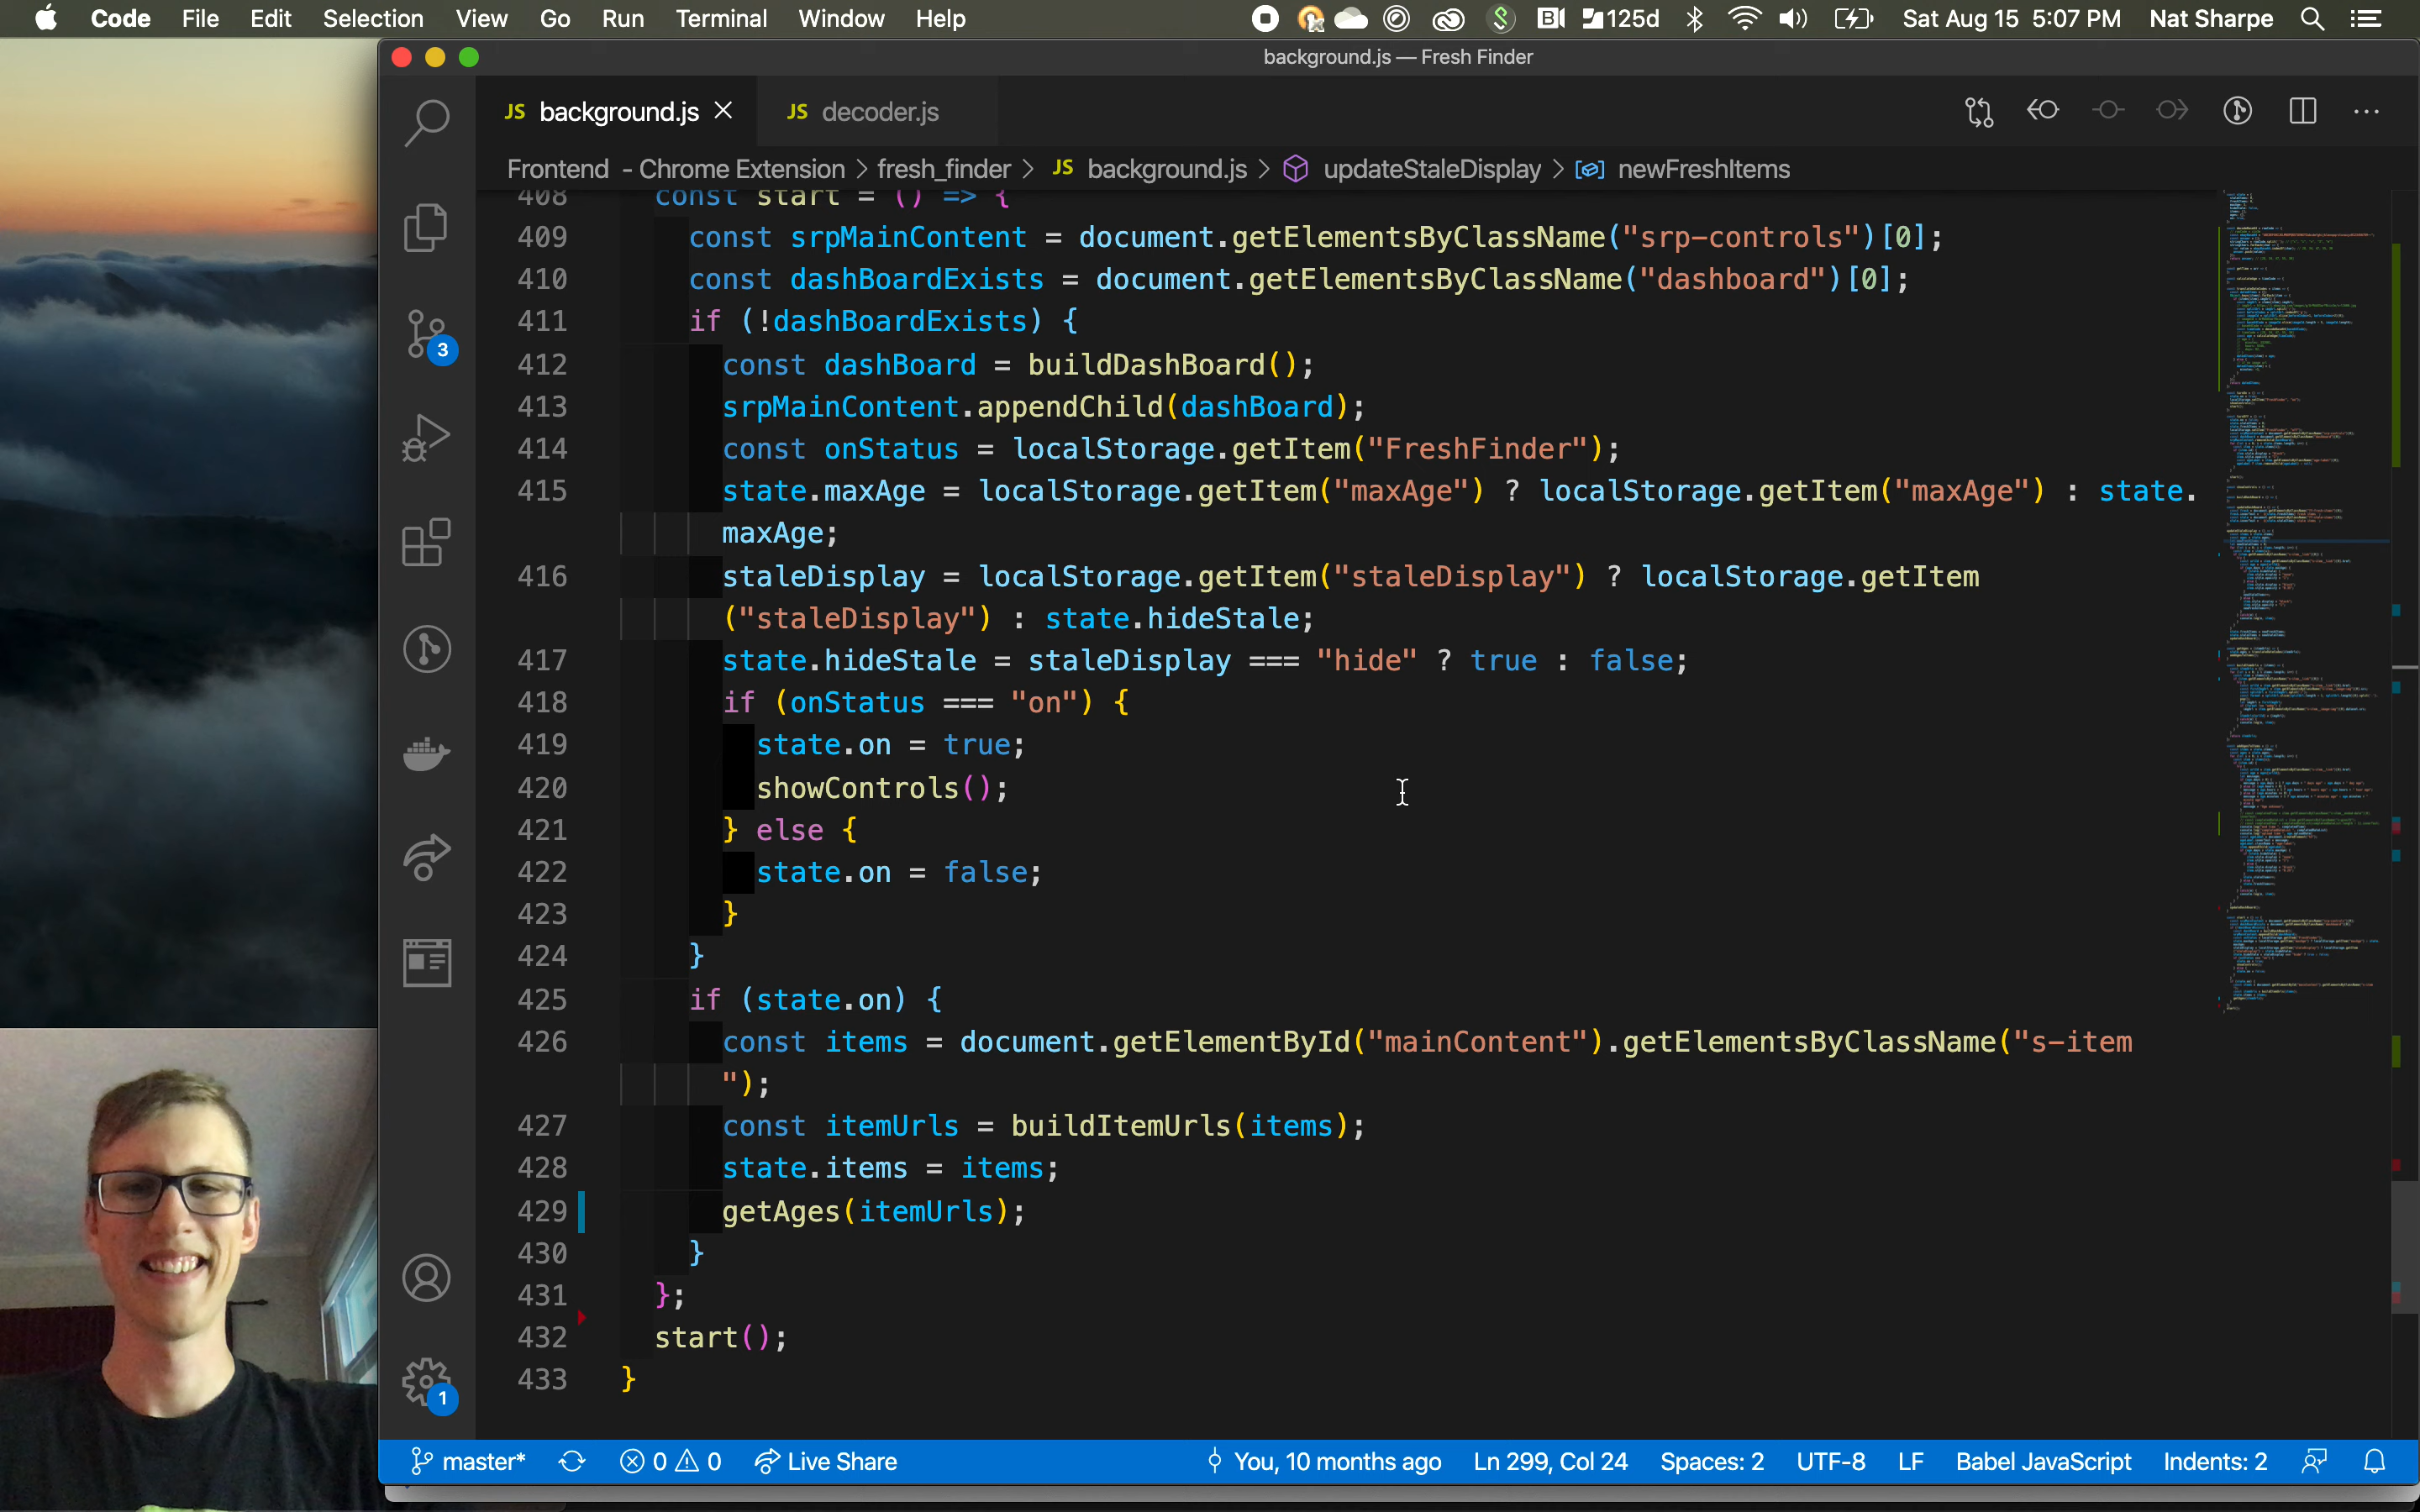 Code File Edit Selection View Go Run Terminal Window Help 125d Sat Aug 15 5:07 PM Nat Sharpe
background.js — Fresh Finder
JS background.js JS decoder.js
Frontend - Chrome Extension > fresh_finder > JS background.js > updateStaleDisplay > newFreshItems
408 const start = () => {
409 const srpMainContent = document.getElementsByClassName("srp-controls")[0];
410 const dashBoardExists = document.getElementsByClassName("dashboard")[0];
411 if (!dashBoardExists) {
412 const dashBoard = buildDashBoard();
413 srpMainContent.appendChild(dashBoard);
414 const onStatus = localStorage.getItem("FreshFinder");
415 state.maxAge = localStorage.getItem("maxAge") ? localStorage.getItem("maxAge") : state.
maxAge;
416 staleDisplay = localStorage.getItem("staleDisplay") ? localStorage.getItem
("staleDisplay") : state.hideStale;
417 state.hideStale = staleDisplay === "hide" ? true : false;
418 if (onStatus === "on") {
419 state.on = true;
420 showControls();
421 } else {
422 state.on = false;
423 }
424 }
425 if (state.on) {
426 const items = document.getElementById("mainContent").getElementsByClassName("s-item
");
427 const itemUrls = buildItemUrls(items);
428 state.items = items;
429 getAges(itemUrls);
430 }
431 };
432 start();
433 }
3
1
master* 0 0 Live Share You, 10 months ago Ln 299, Col 24 Spaces: 2 UTF-8 LF Babel JavaScript Indents: 2